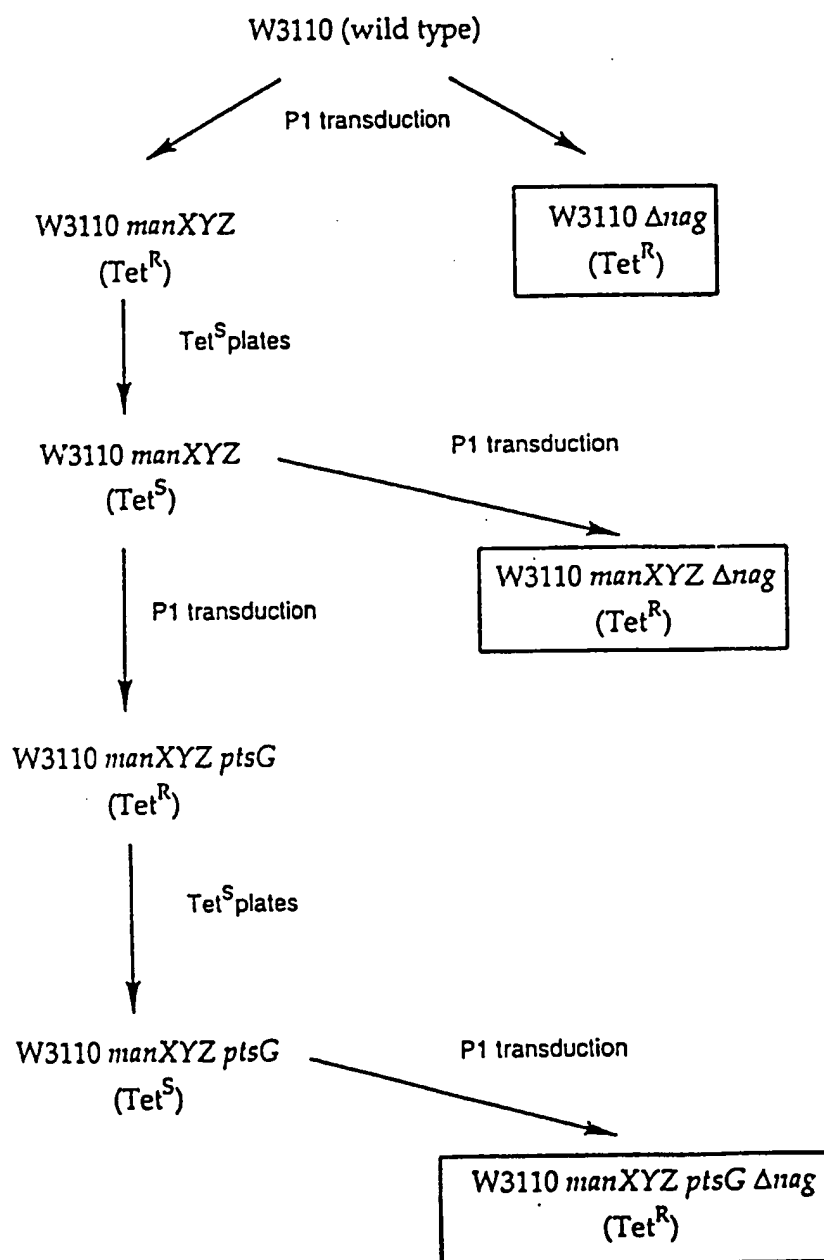 W3110 (wild type)
P1 transduction
W3110 manXYZ
(Tet^R)
W3110 Δnag
(Tet^R)
Tet^S plates
W3110 manXYZ
(Tet^S)
P1 transduction
W3110 manXYZ Δnag
(Tet^R)
P1 transduction
W3110 manXYZ ptsG
(Tet^R)
Tet^S plates
W3110 manXYZ ptsG
(Tet^S)
P1 transduction
W3110 manXYZ ptsG Δnag
(Tet^R)